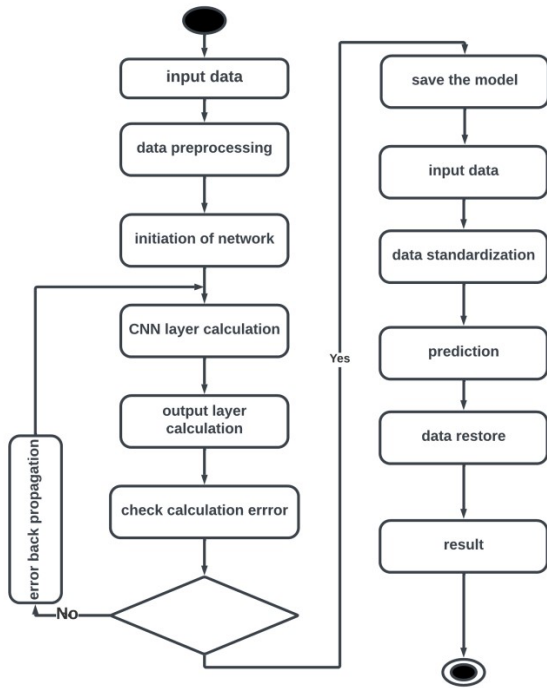 input data
data preprocessing
initiation of network
CNN layer calculation
output layer
calculation
check calculation errror
error back propagation
No
Yes
save the model
input data
data standardization
prediction
data restore
result